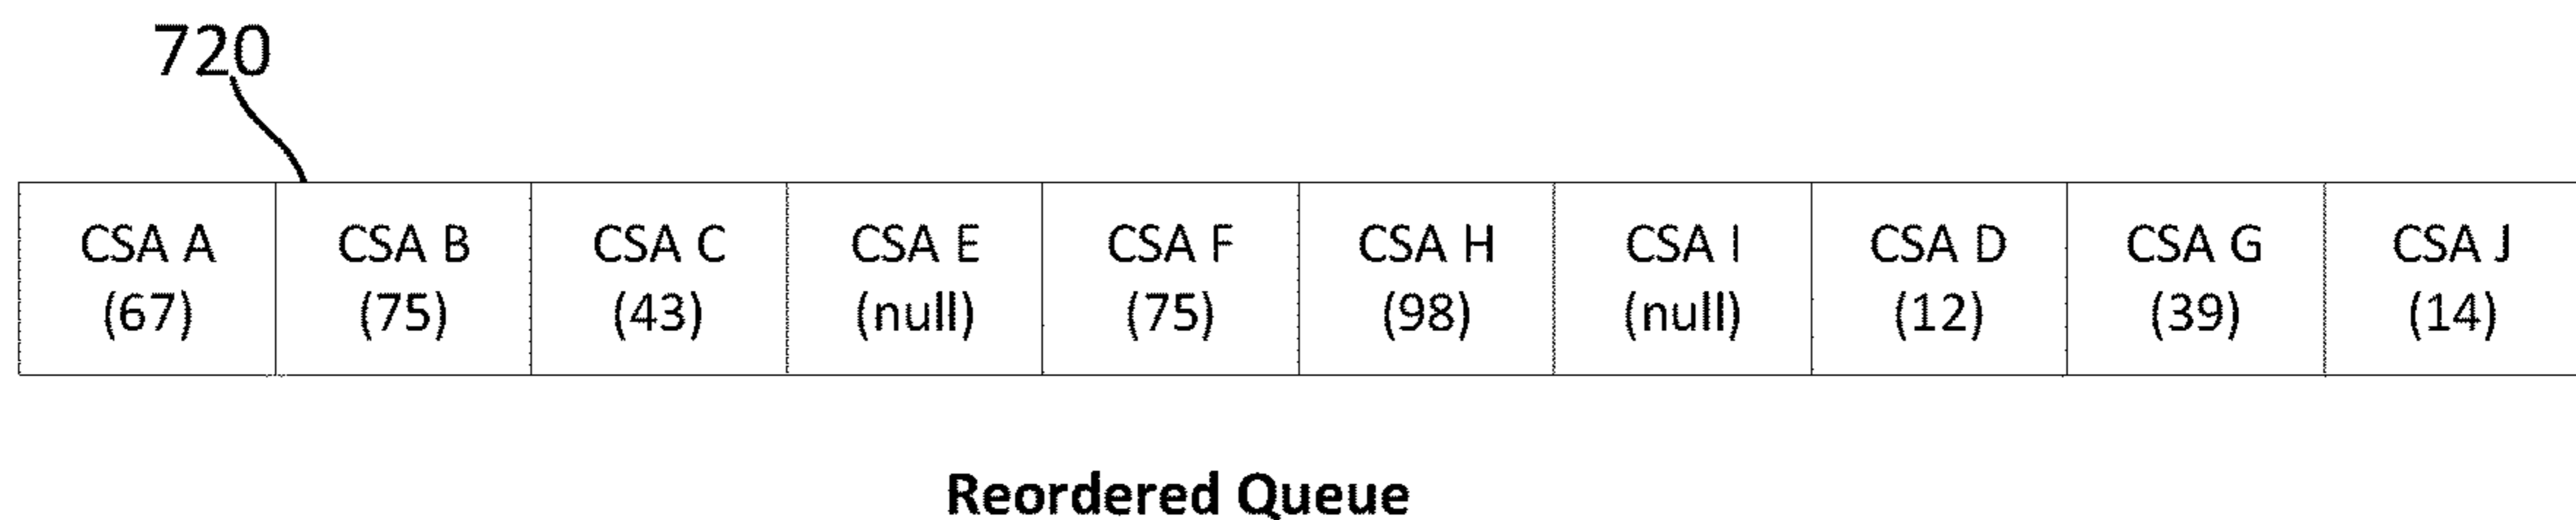 720
CSA A CSA B CSA C CSA E CSA F CSA H CSA I CSA D CSA G CSA J
(67) (75) (43) (null) (75) (98) (null) (12) (39) (14)
Reordered Queue